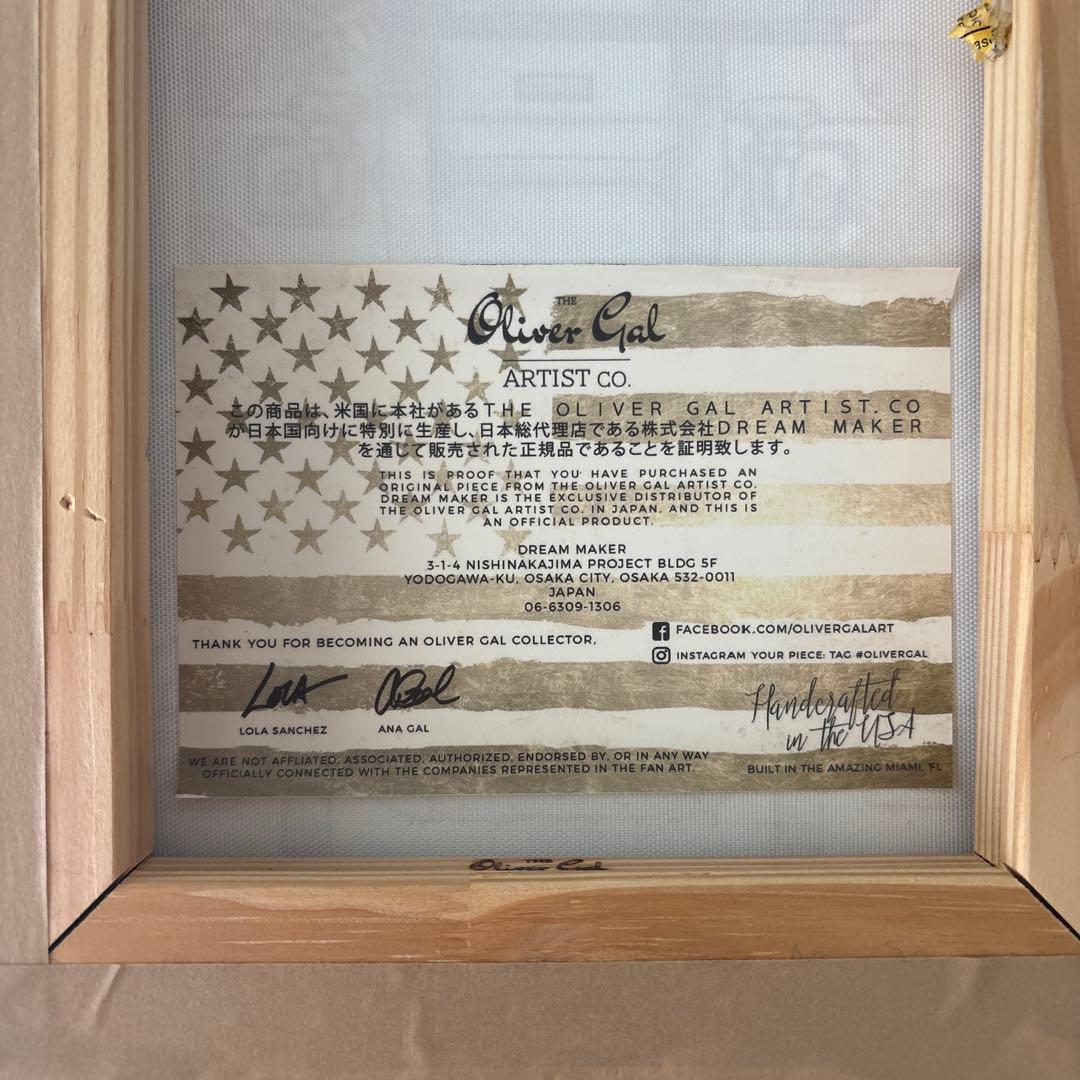 THE
Oliver Gal
ARTIST CO.
この商品は、米国に本社があるTHE OLIVER GAL ARTIST.CO
が日本国向けに特別に生産し、日本総代理店である株式会社DREAM MAKER
を通じて販売された正規品であることを証明致します。
THIS IS PROOF THAT YOU HAVE PURCHASED AN
ORIGINAL PIECE FROM THE OLIVER GAL ARTIST CO.
DREAM MAKER IS THE EXCLUSIVE DISTRIBUTOR OF
THE OLIVER GAL ARTIST CO. IN JAPAN. AND THIS IS
AN OFFICIAL PRODUCT.
DREAM MAKER
3-1-4 NISHINAKAJIMA PROJECT BLDG 5F
YODOGAWA-KU, OSAKA CITY, OSAKA 532-0011
JAPAN
06-6309-1306
THANK YOU FOR BECOMING AN OLIVER GAL COLLECTOR,
FACEBOOK.COM/OLIVERGALART
INSTAGRAM YOUR PIECE: TAG #OLIVERGAL
LOLA
LOLA SANCHEZ
ANA GAL
Handcrafted
in the USA
WE ARE NOT AFFLIATED, ASSOCIATED, AUTHORIZED, ENDORSED BY, OR IN ANY WAY
OFFICIALLY CONNECTED WITH THE COMPANIES REPRESENTED IN THE FAN ART.
BUILT IN THE AMAZING MIAMI, FL
THE
Oliver Gal